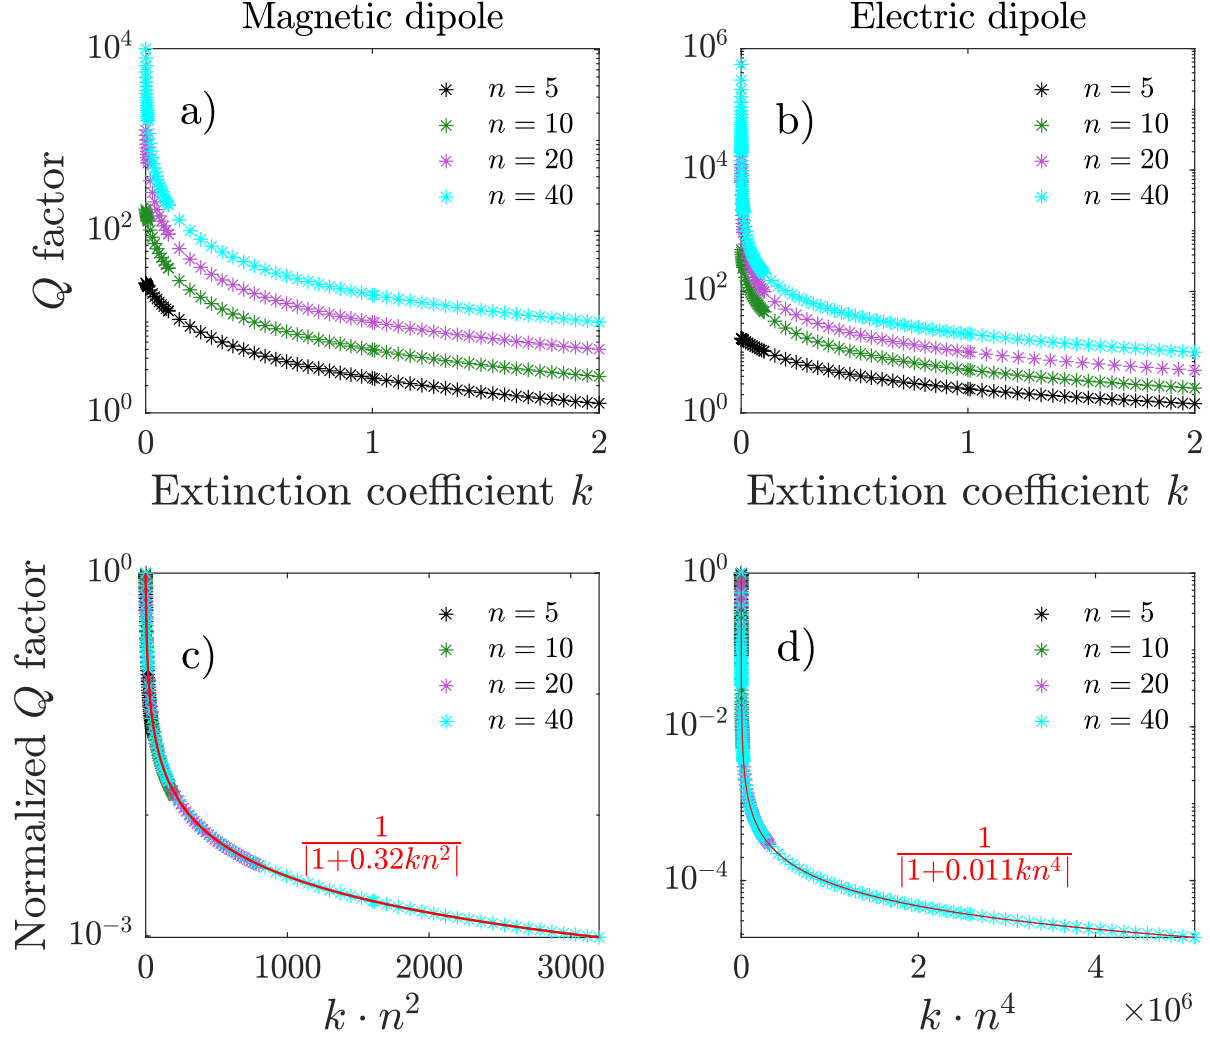 Magnetic dipole
10^4
10^2
10^0
Q factor
a)
n = 5
n = 10
n = 20
n = 40
0 1 2
Extinction coefficient k
Electric dipole
10^6
10^4
10^2
10^0
b)
n = 5
n = 10
n = 20
n = 40
0 1 2
Extinction coefficient k
10^0
10^-3
Normalized Q factor
c)
n = 5
n = 10
n = 20
n = 40
1
|1+0.32kn^2|
0 1000 2000 3000
k · n^2
10^0
10^-2
10^-4
d)
n = 5
n = 10
n = 20
n = 40
1
|1+0.011kn^4|
0 2 4
×10^6
k · n^4